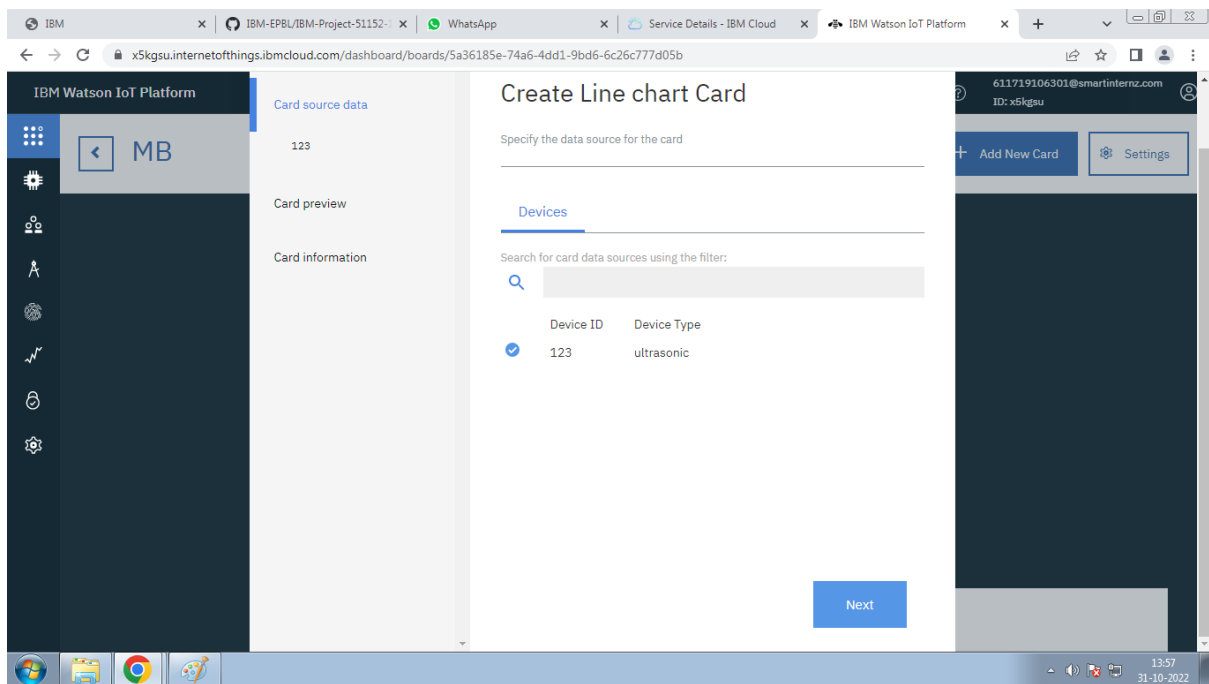 IBM
IBM-EPBL/IBM-Project-51152-
WhatsApp
Service Details - IBM Cloud
IBM Watson IoT Platform
x5kgsu.internetofthings.ibmcloud.com/dashboard/boards/5a36185e-74a6-4dd1-9bd6-6c26c777d05b
IBM Watson IoT Platform
611719106301@smartinternz.com
ID: x5kgsu
MB
Add New Card
Settings
Card source data
123
Card preview
Card information
Create Line chart Card
Specify the data source for the card
Devices
Search for card data sources using the filter:
Device ID Device Type
123 ultrasonic
Next
13:57
31-10-2022